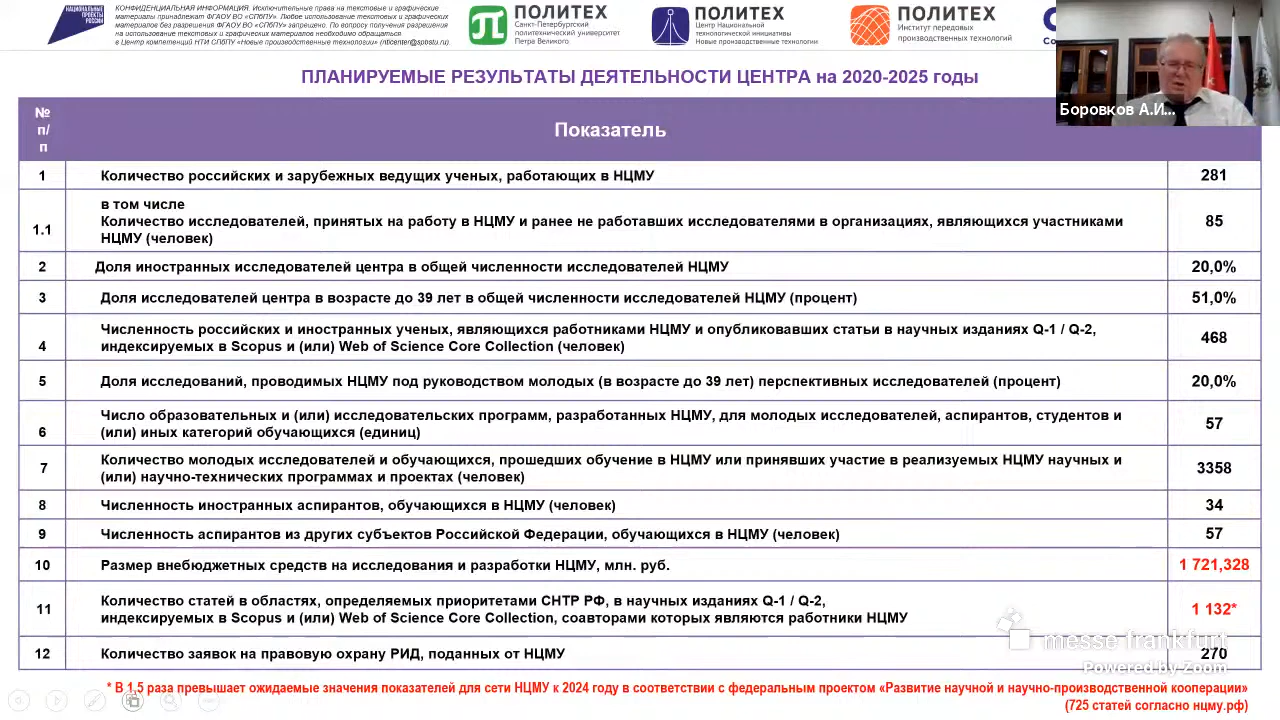 НАЦИОНАЛЬНЫЕ
ПРОЕКТЫ
РОССИИ
КОНФИДЕНЦИАЛЬНАЯ ИНФОРМАЦИЯ. Исключительные права на текстовые и графические
материалы принадлежат ФГАОУ ВО «СПбПУ». Любое использование текстовых и графических
материалов без разрешения ФГАОУ ВО «СПбПУ» запрещено. По вопросу получения разрешения
на использование текстовых и графических материалов необходимо обращаться
в Центр компетенций НТИ СПбПУ «Новые производственные технологии» (nticenter@spbstu.ru)
ПОЛИТЕХ
Санкт-Петербургский
политехнический университет
Петра Великого
ПОЛИТЕХ
Центр Национальной
технологической инициативы
Новые производственные технологии
ПОЛИТЕХ
Институт передовых
производственных технологий
Боровков А.И...
ПЛАНИРУЕМЫЕ РЕЗУЛЬТАТЫ ДЕЯТЕЛЬНОСТИ ЦЕНТРА на 2020-2025 годы
№
п/
п
Показатель
1 Количество российских и зарубежных ведущих ученых, работающих в НЦМУ 281
в том числе
1.1 Количество исследователей, принятых на работу в НЦМУ и ранее не работавших исследователями в организациях, являющихся участниками 85
НЦМУ (человек)
2 Доля иностранных исследователей центра в общей численности исследователей НЦМУ 20,0%
3 Доля исследователей центра в возрасте до 39 лет в общей численности исследователей НЦМУ (процент) 51,0%
4 Численность российских и иностранных ученых, являющихся работниками НЦМУ и опубликовавших статьи в научных изданиях Q-1 / Q-2, 468
индексируемых в Scopus и (или) Web of Science Core Collection (человек)
5 Доля исследований, проводимых НЦМУ под руководством молодых (в возрасте до 39 лет) перспективных исследователей (процент) 20,0%
6 Число образовательных и (или) исследовательских программ, разработанных НЦМУ, для молодых исследователей, аспирантов, студентов и 57
(или) иных категорий обучающихся (единиц)
7 Количество молодых исследователей и обучающихся, прошедших обучение в НЦМУ или принявших участие в реализуемых НЦМУ научных и 3358
(или) научно-технических программах и проектах (человек)
8 Численность иностранных аспирантов, обучающихся в НЦМУ (человек) 34
9 Численность аспирантов из других субъектов Российской Федерации, обучающихся в НЦМУ (человек) 57
10 Размер внебюджетных средств на исследования и разработки НЦМУ, млн. руб. 1 721,328
11 Количество статей в областях, определяемых приоритетами СНТР РФ, в научных изданиях Q-1 / Q-2, 1 132*
индексируемых в Scopus и (или) Web of Science Core Collection, соавторами которых являются работники НЦМУ
12 Количество заявок на правовую охрану РИД, поданных от НЦМУ 270
messe frankfurt
Powered by Zoom
* В 1,5 раза превышает ожидаемые значения показателей для сети НЦМУ к 2024 году в соответствии с федеральным проектом «Развитие научной и научно-производственной кооперации»
(725 статей согласно нцму.рф)